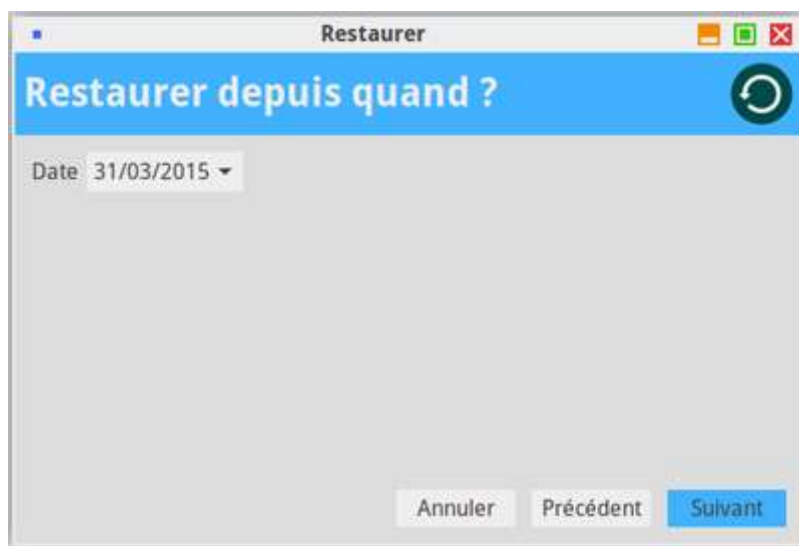 Restaurer
Restaurer depuis quand ?
Date 31/03/2015
Annuler Précédent Suivant